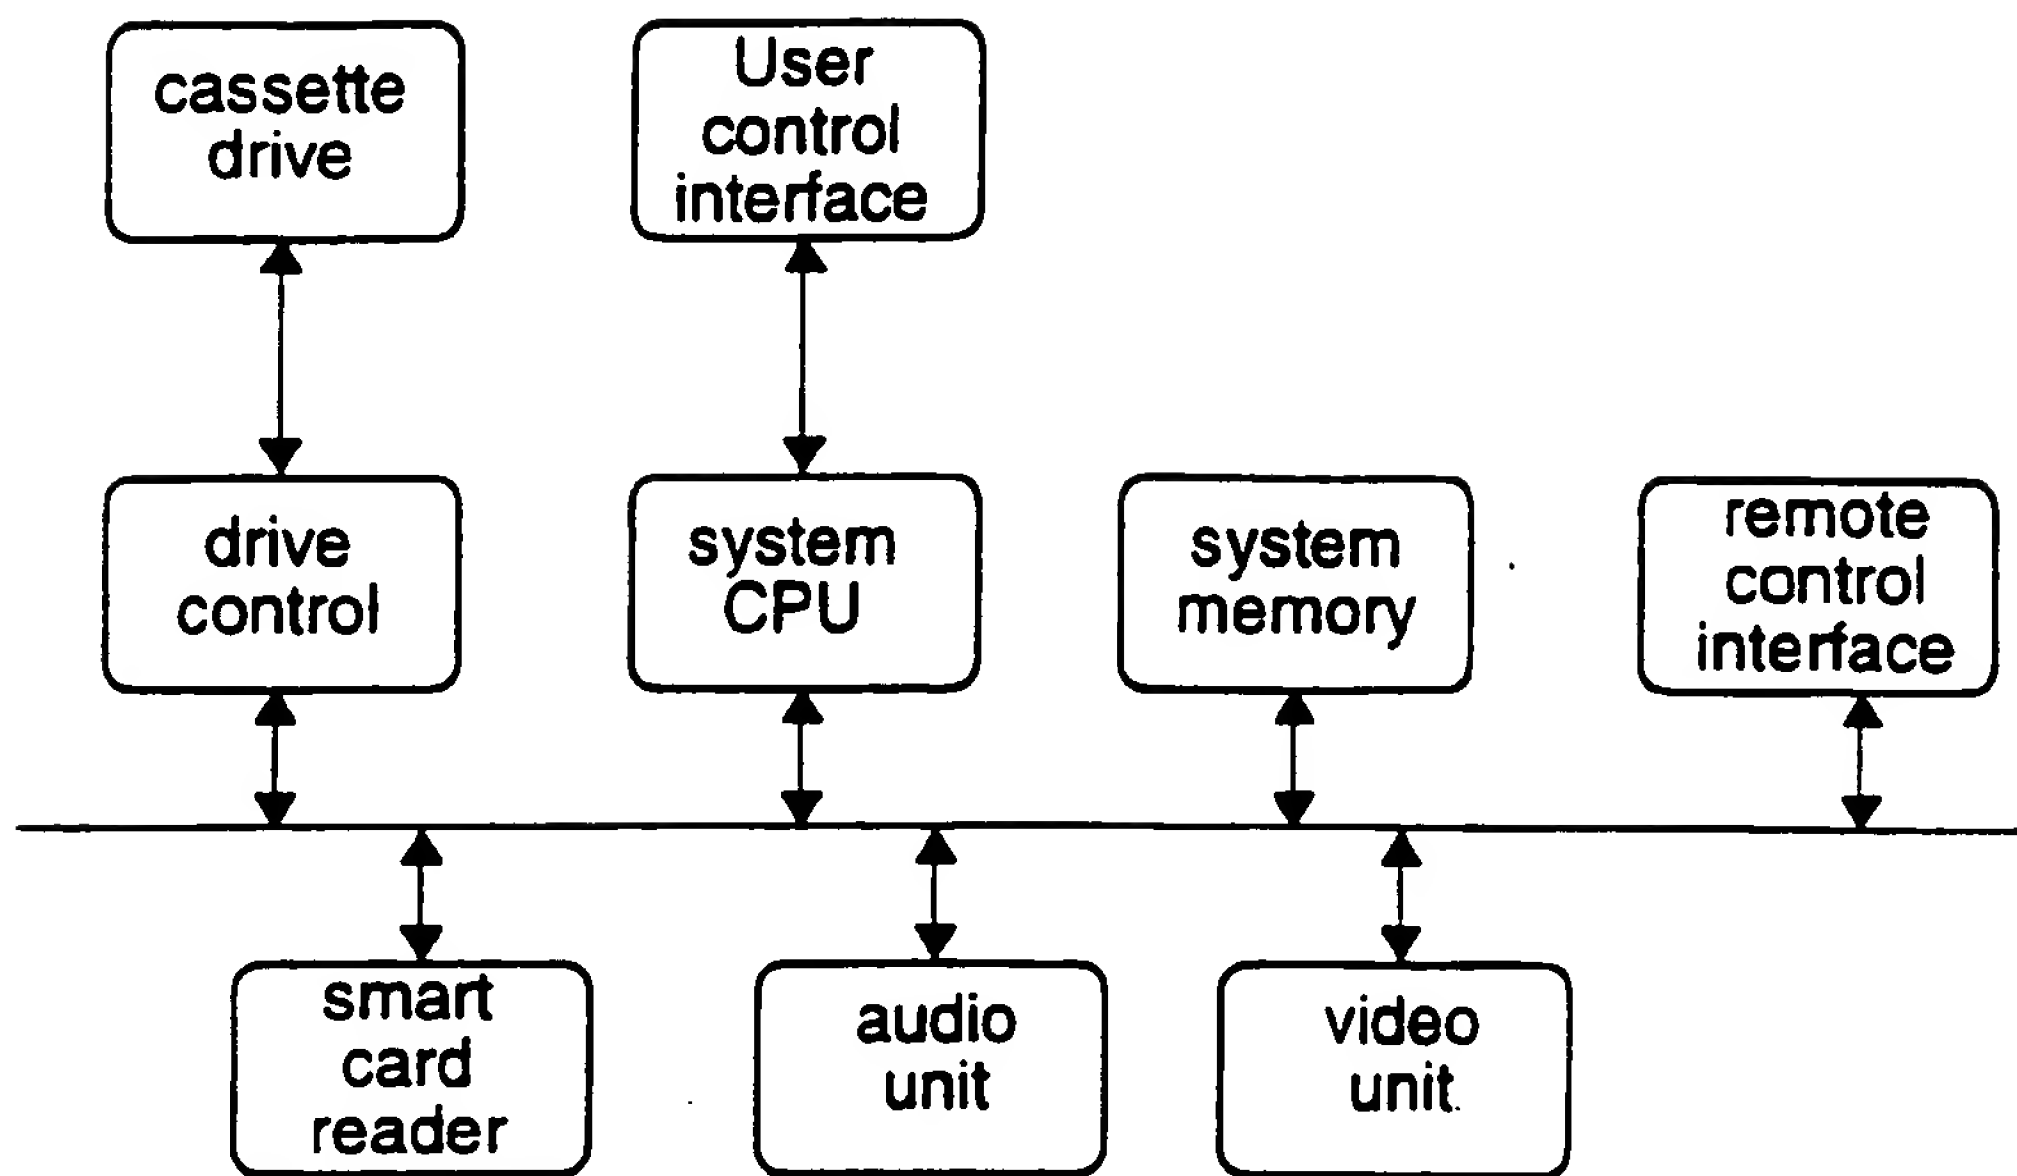 cassette
drive
User
control
interface
drive
control
system
CPU
system
memory
remote
control
interface
smart
card
reader
audio
unit
video
unit